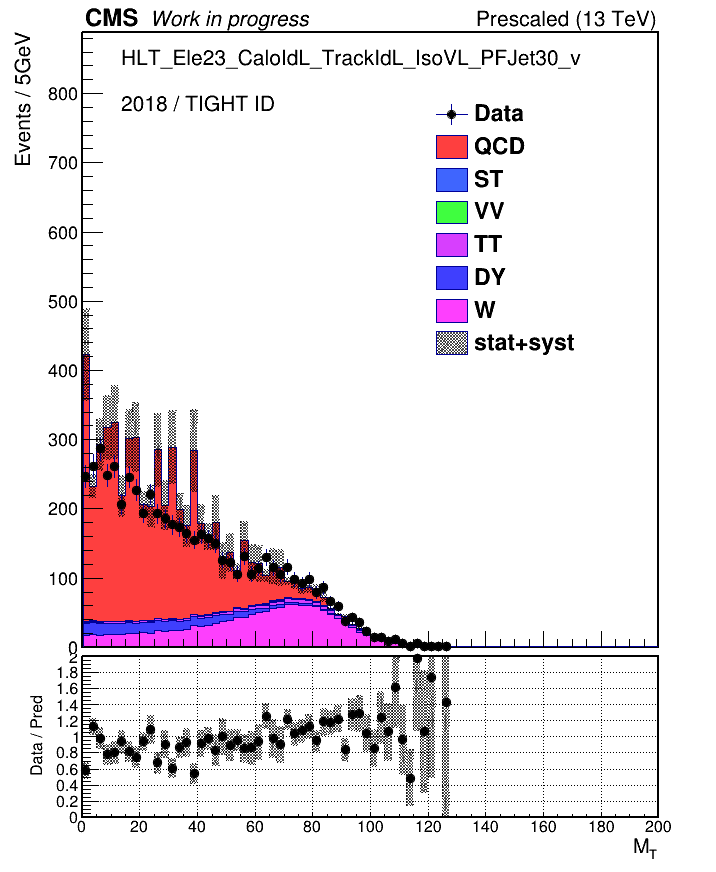 CMS Work in progress Prescaled (13 TeV)
HLT_Ele23_CaloIdL_TrackIdL_IsoVL_PFJet30_v
2018 / TIGHT ID
Events / 5GeV
800
700
600
500
400
300
200
100
0
Data
QCD
ST
VV
TT
DY
W
stat+syst
Data / Pred
2
1.8
1.6
1.4
1.2
1
0.8
0.6
0.4
0.2
0
0 20 40 60 80 100 120 140 160 180 200
M_T